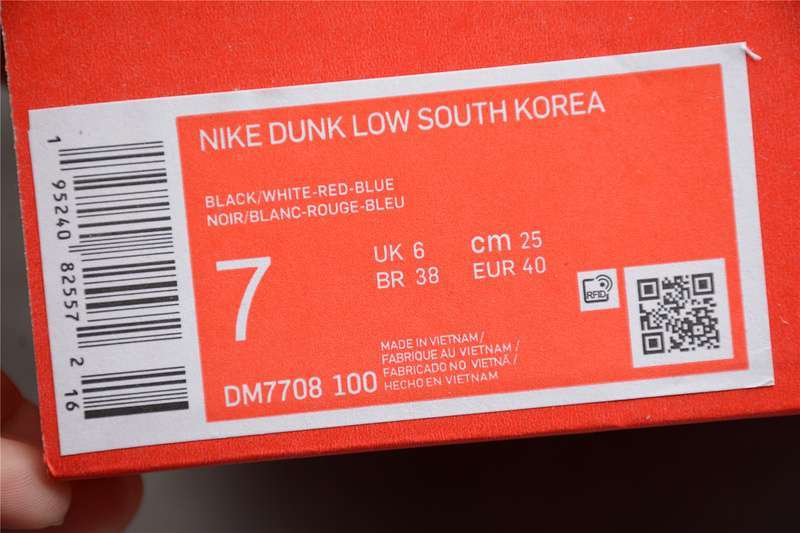 NIKE DUNK LOW SOUTH KOREA
BLACK/WHITE-RED-BLUE
NOIR/BLANC-ROUGE-BLEU
7
UK 6
cm 25
BR 38
EUR 40
RFID
DM7708 100
MADE IN VIETNAM/
FABRIQUE AU VIETNAM/
FABRICADO NO VIETNÃ/
HECHO EN VIETNAM
1 95240 82557 2 16